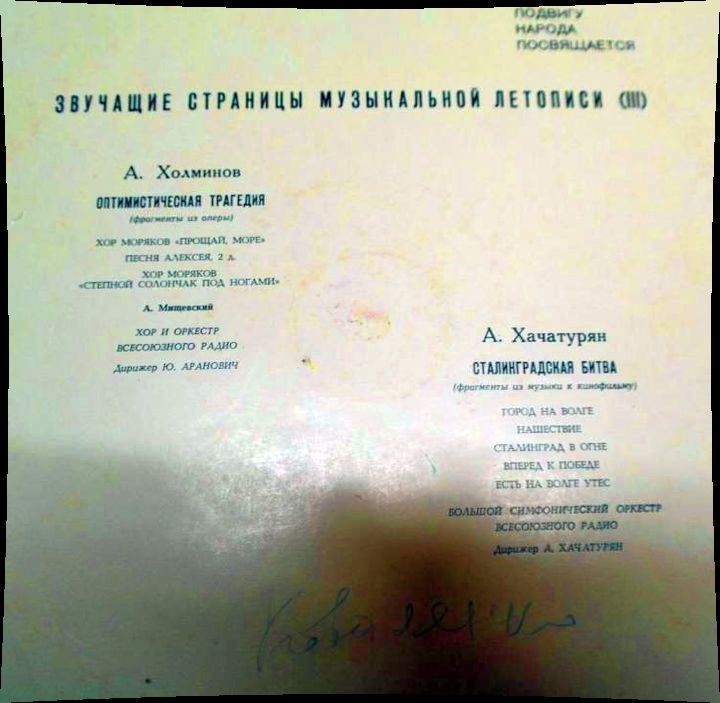 ПОДВИГУ
НАРОДА
ПОСВЯЩАЕТСЯ
ЗВУЧАЩИЕ СТРАНИЦЫ МУЗЫКАЛЬНОЙ ЛЕТОПИСИ (III)
А. Холминов
ОПТИМИСТИЧЕСКАЯ ТРАГЕДИЯ
(фрагменты из оперы)
ХОР МОРЯКОВ «ПРОЩАЙ, МОРЕ»
ПЕСНЯ АЛЕКСЕЯ, 2 д.
ХОР МОРЯКОВ
«СТЕПНОЙ СОЛОНЧАК ПОД НОГАМИ»
А. Мищевский
ХОР И ОРКЕСТР
ВСЕСОЮЗНОГО РАДИО
Дирижер Ю. АРАНОВИЧ
А. Хачатурян
СТАЛИНГРАДСКАЯ БИТВА
(фрагменты из музыки к кинофильму)
ГОРОД НА ВОЛГЕ
НАШЕСТВИЕ
СТАЛИНГРАД В ОГНЕ
ВПЕРЕД К ПОБЕДЕ
ЕСТЬ НА ВОЛГЕ УТЕС
БОЛЬШОЙ СИМФОНИЧЕСКИЙ ОРКЕСТР
ВСЕСОЮЗНОГО РАДИО
Дирижер А. ХАЧАТУРЯН